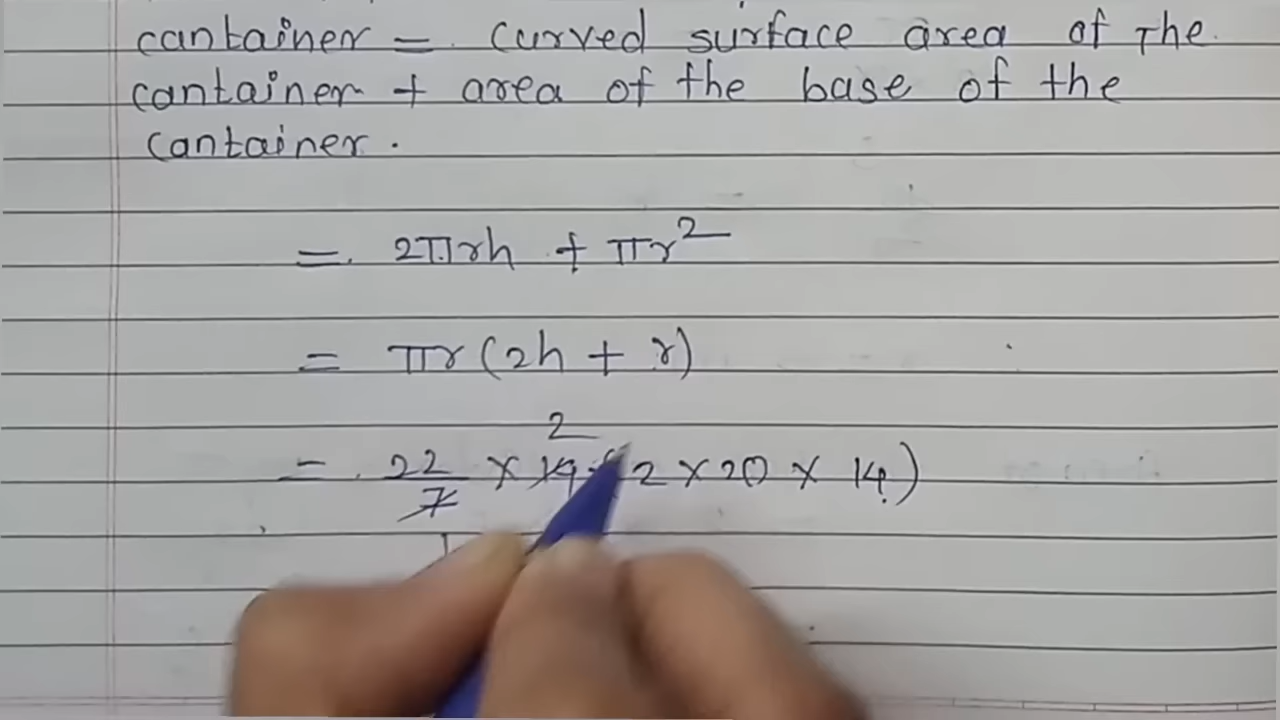 cantainer = curved surface area of The
cantainer + area of the base of the
cantainer.
= 2πrh + πr²
= πr(2h + r)
2
= 22/7 × 14 (2 × 20 × 14)
1